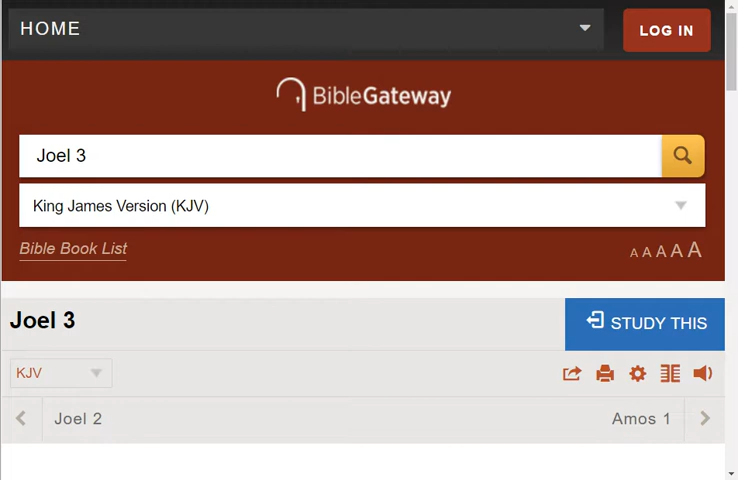 HOME
LOG IN
BibleGateway
Joel 3
King James Version (KJV)
Bible Book List
A A A A A
Joel 3
STUDY THIS
KJV
Joel 2
Amos 1